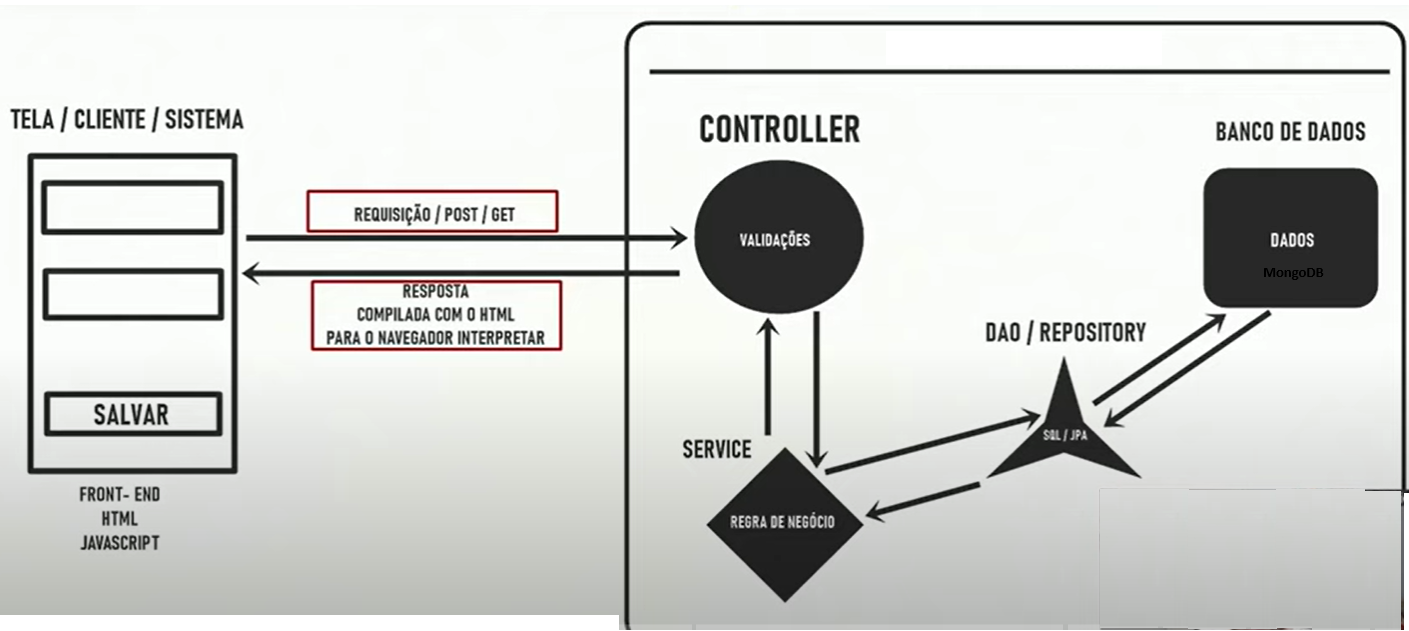 TELA / CLIENTE / SISTEMA
SALVAR
FRONT- END
HTML
JAVASCRIPT
REQUISIÇÃO / POST / GET
RESPOSTA
COMPILADA COM O HTML
PARA O NAVEGADOR INTERPRETAR
CONTROLLER
VALIDAÇÕES
SERVICE
REGRA DE NEGÓCIO
DAO / REPOSITORY
SQL / JPA
BANCO DE DADOS
DADOS
MongoDB